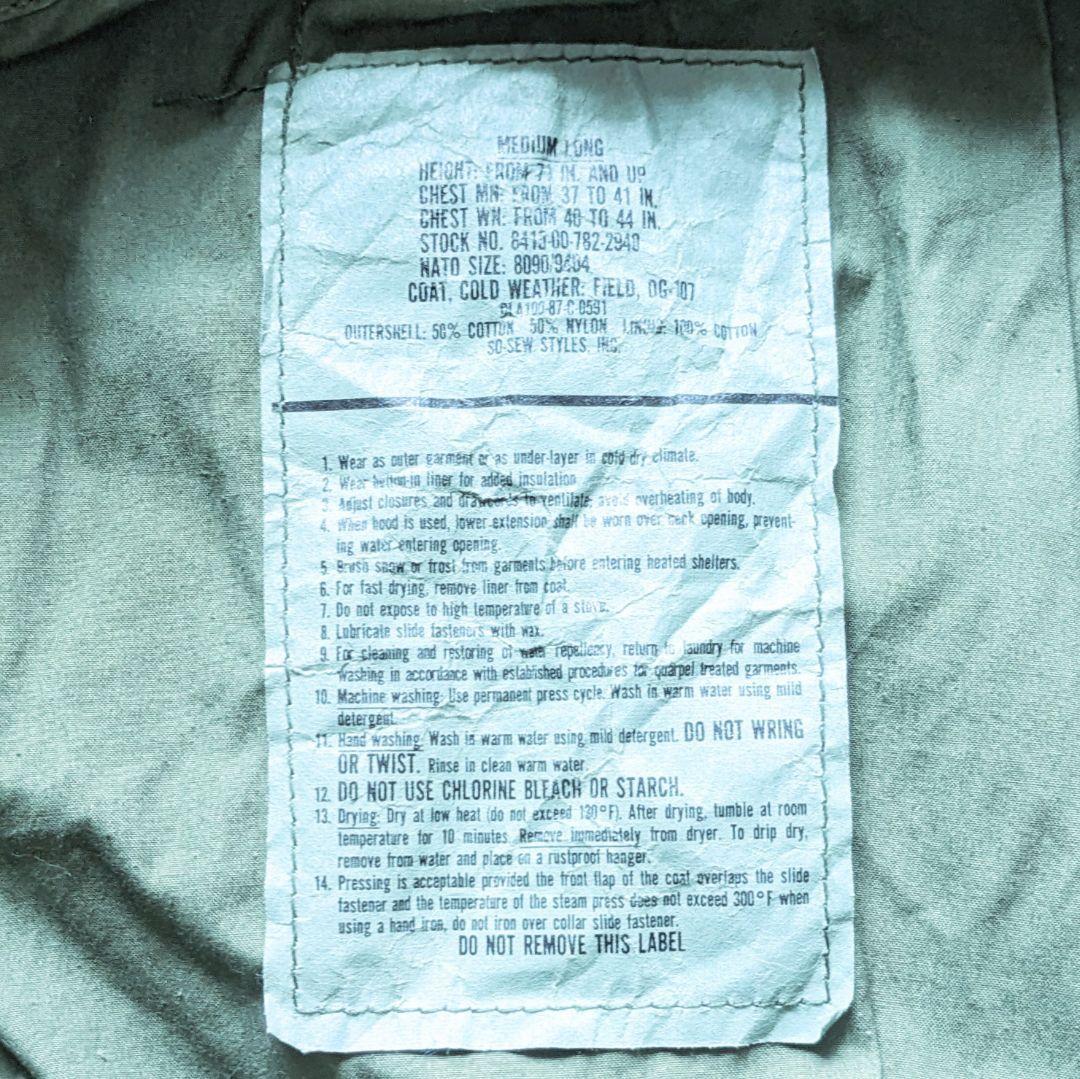 MEDIUM LONG
HEIGHT: FROM 71 IN. AND UP
CHEST MN: FROM 37 TO 41 IN.
CHEST WN: FROM 40 TO 44 IN.
STOCK NO. 8415-00-782-2940
NATO SIZE: 8090/9404
COAT, COLD WEATHER: FIELD, OG-107
DLA100-87-C-0591
OUTERSHELL: 50% COTTON 50% NYLON LINING: 100% COTTON
SO-SEW STYLES, INC.
1. Wear as outer garment or as under-layer in cold dry climate.
2. Wear button-in liner for added insulation
3. Adjust closures and drawcords to ventilate, avoid overheating of body.
4. When hood is used, lower extension shall be worn over neck opening, prevent-
ing water entering opening.
5. Brush snow or frost from garments before entering heated shelters.
6. For fast drying, remove liner from coat.
7. Do not expose to high temperature of a stove.
8. Lubricate slide fasteners with wax.
9. For cleaning and restoring of water repellency, return to laundry for machine
washing in accordance with established procedures for quarpel treated garments.
10. Machine washing: Use permanent press cycle. Wash in warm water using mild
detergent.
11. Hand washing: Wash in warm water using mild detergent. DO NOT WRING
OR TWIST. Rinse in clean warm water.
12. DO NOT USE CHLORINE BLEACH OR STARCH.
13. Drying: Dry at low heat (do not exceed 130°F). After drying, tumble at room
temperature for 10 minutes. Remove immediately from dryer. To drip dry,
remove from water and place on a rustproof hanger.
14. Pressing is acceptable provided the front flap of the coat overlaps the slide
fastener and the temperature of the steam press does not exceed 300°F when
using a hand iron, do not iron over collar slide fastener.
DO NOT REMOVE THIS LABEL